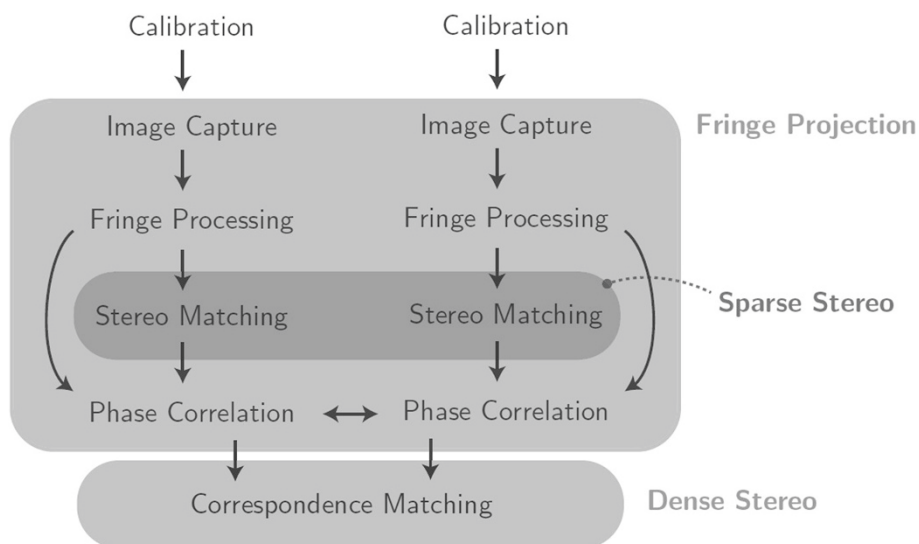 Calibration Calibration
Image Capture Image Capture Fringe Projection
Fringe Processing Fringe Processing
Stereo Matching Stereo Matching Sparse Stereo
Phase Correlation Phase Correlation
Correspondence Matching Dense Stereo